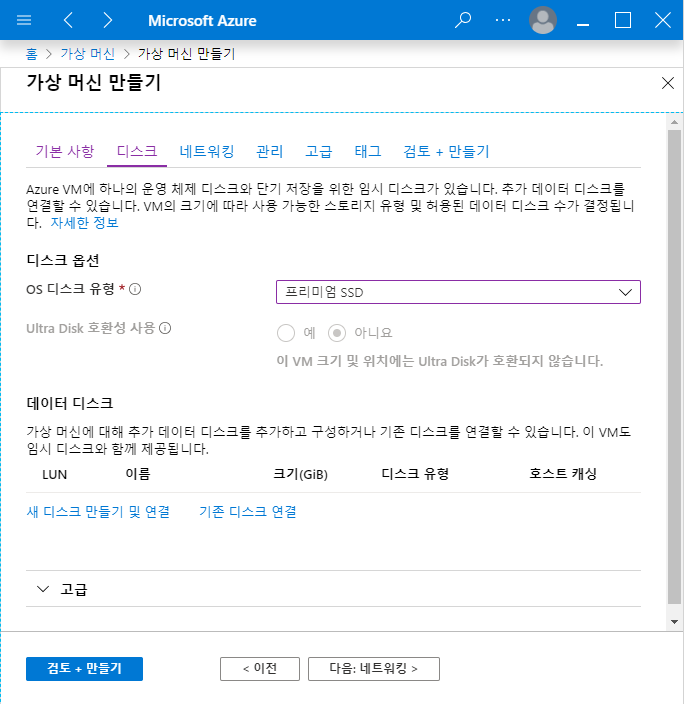 Microsoft Azure
홈 > 가상 머신 > 가상 머신 만들기
가상 머신 만들기
기본 사항 디스크 네트워킹 관리 고급 태그 검토 + 만들기
Azure VM에 하나의 운영 체제 디스크와 단기 저장을 위한 임시 디스크가 있습니다. 추가 데이터 디스크를
연결할 수 있습니다. VM의 크기에 따라 사용 가능한 스토리지 유형 및 허용된 데이터 디스크 수가 결정됩니
다. 자세한 정보
디스크 옵션
OS 디스크 유형 * 프리미엄 SSD
Ultra Disk 호환성 사용 예 아니요
이 VM 크기 및 위치에는 Ultra Disk가 호환되지 않습니다.
데이터 디스크
가상 머신에 대해 추가 데이터 디스크를 추가하고 구성하거나 기존 디스크를 연결할 수 있습니다. 이 VM도
임시 디스크와 함께 제공됩니다.
LUN 이름 크기(GiB) 디스크 유형 호스트 캐싱
새 디스크 만들기 및 연결 기존 디스크 연결
고급
검토 + 만들기 < 이전 다음: 네트워킹 >